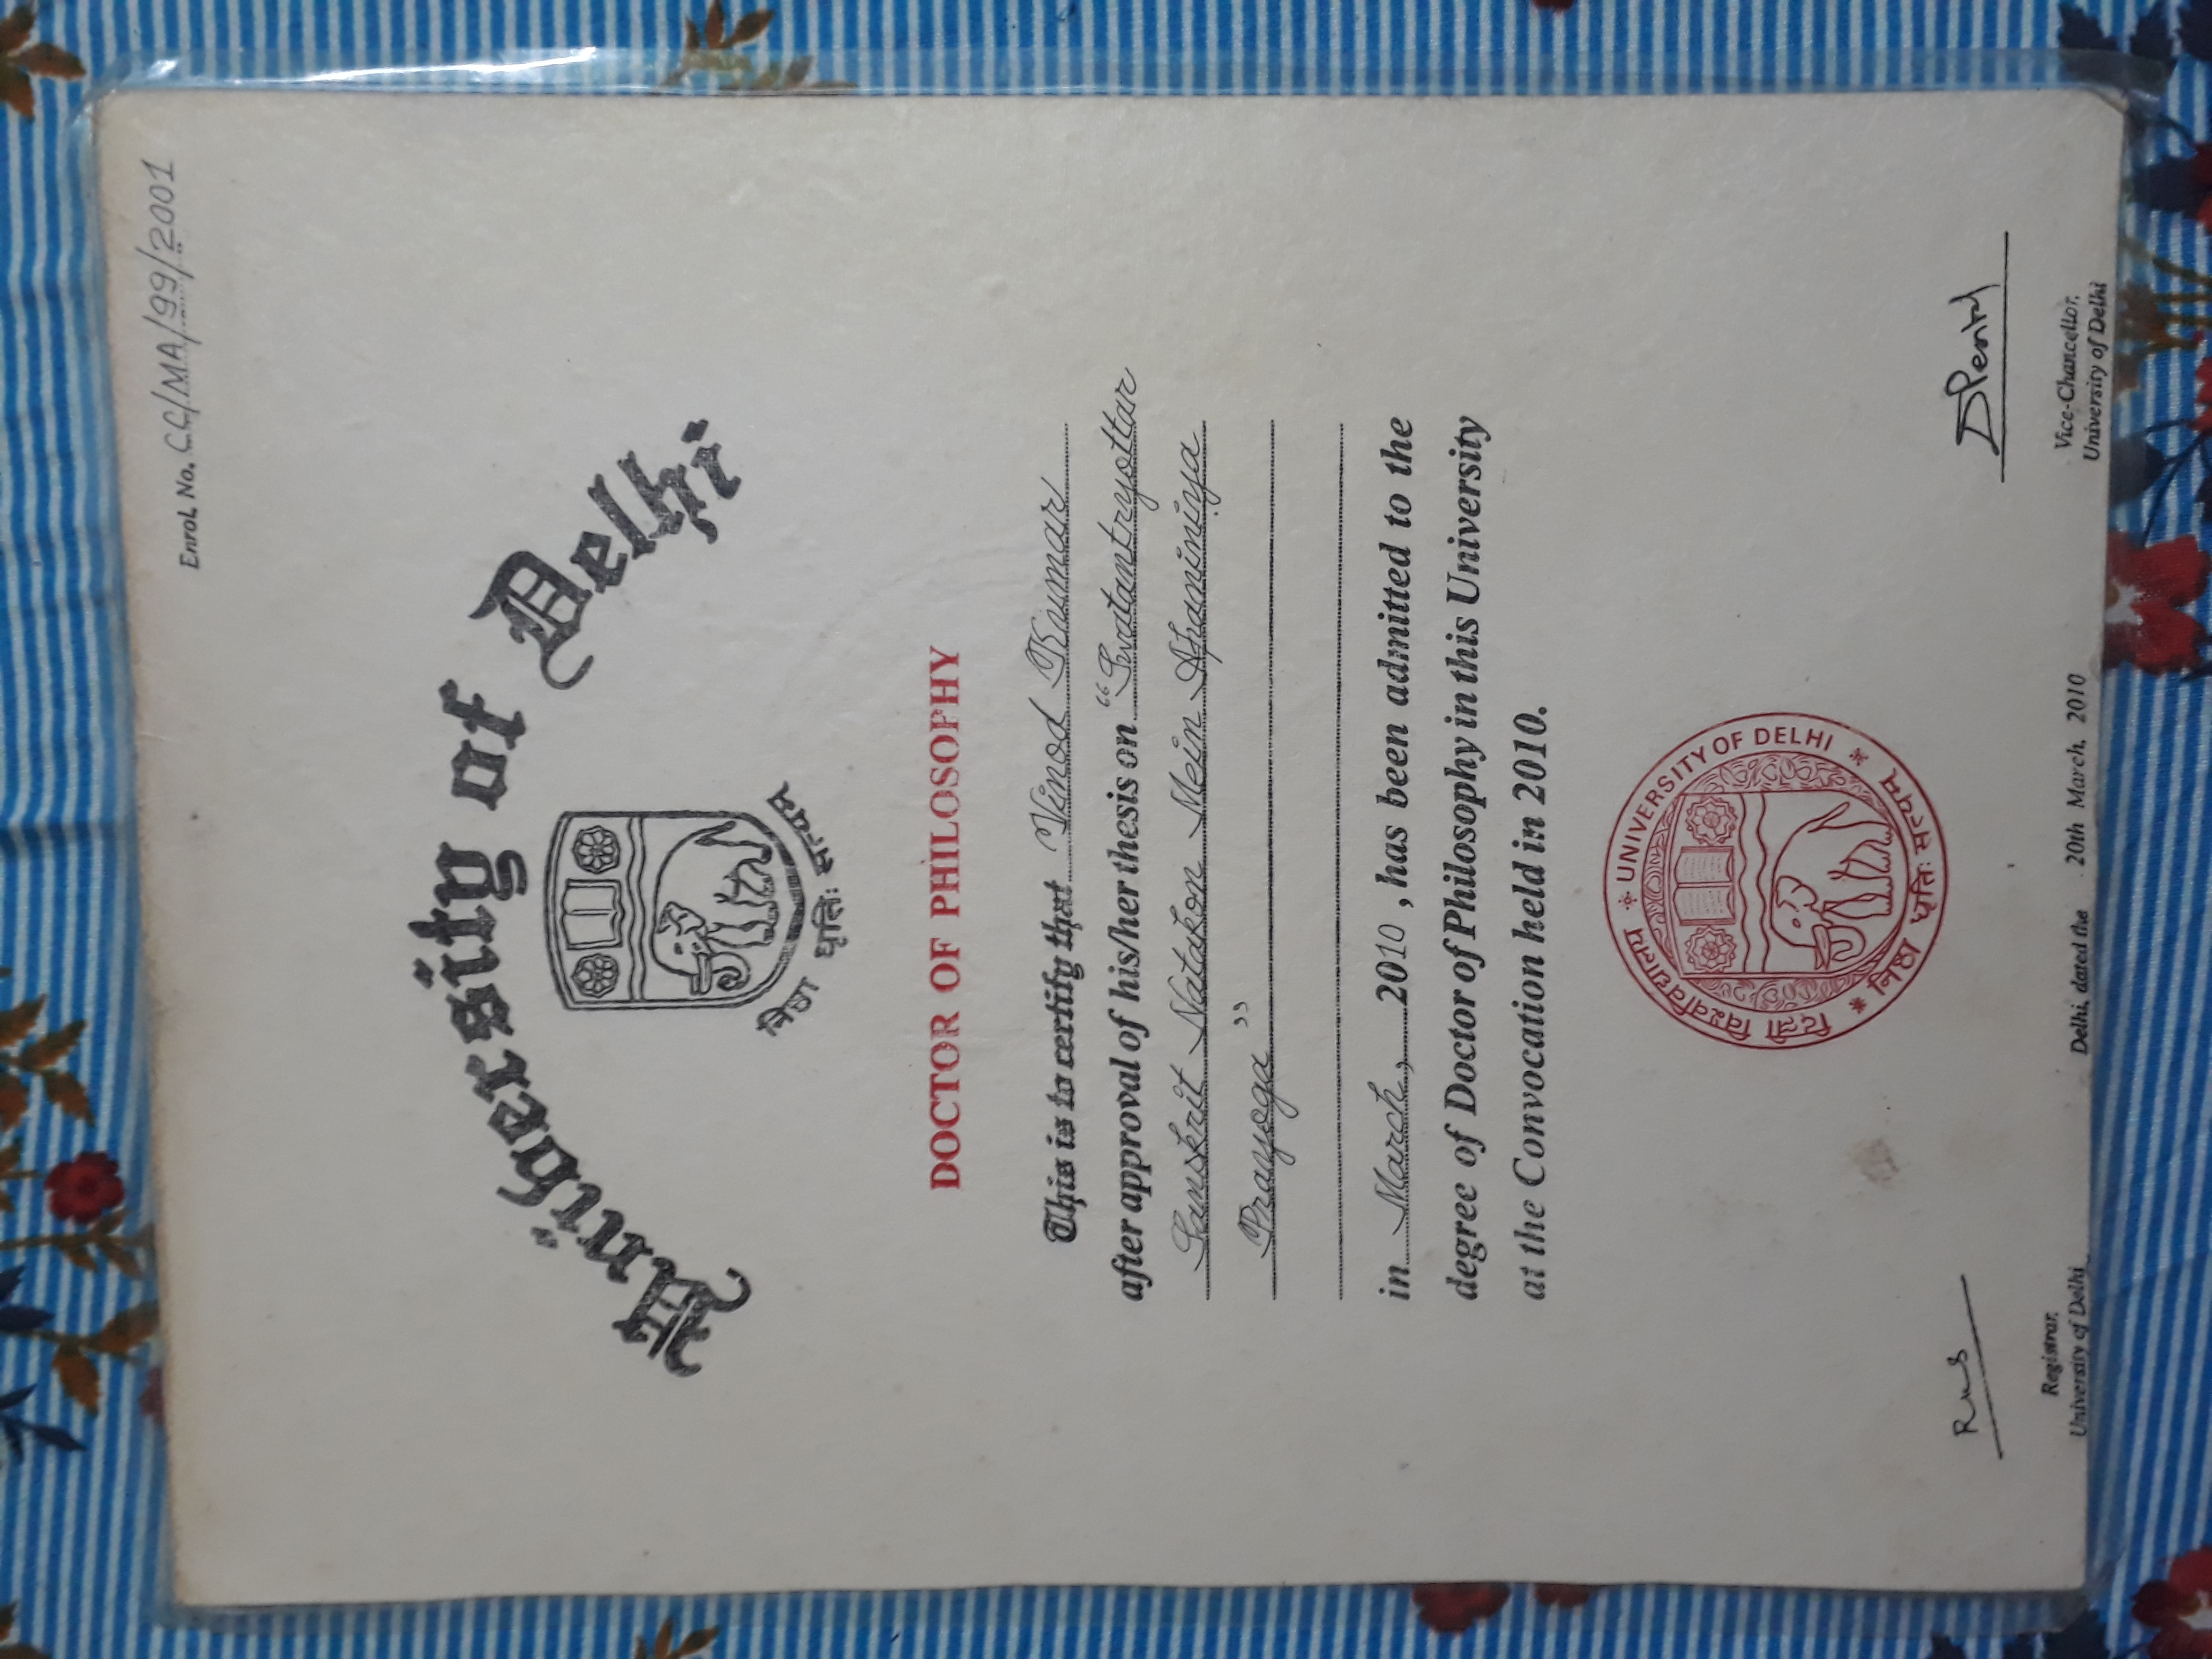 Enrol. No. CC/MA/99/2001
University of Delhi
निष्ठा धृतिः सत्यम्
DOCTOR OF PHILOSOPHY
This is to certify that Vinod Kumar
after approval of his/her thesis on "Svatantryottar
Sanskrit Natakon Mein Apaniniya
Prayoga"
in March, 2010, has been admitted to the
degree of Doctor of Philosophy in this University
at the Convocation held in 2010.
UNIVERSITY OF DELHI
दिल्ली विश्वविद्यालय
निष्ठा धृतिः सत्यम्
Registrar,
University of Delhi
Delhi, dated the 20th March, 2010
DPental
Vice-Chancellor,
University of Delhi